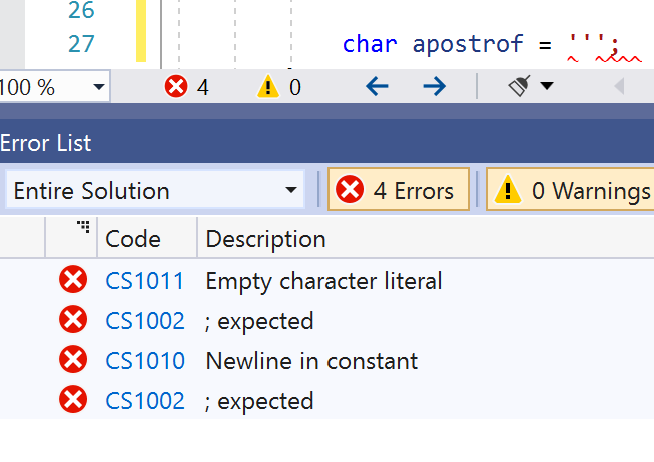 26
27 char apostrof = ''';
100 % 4 0
Error List
Entire Solution 4 Errors 0 Warnings
Code Description
CS1011 Empty character literal
CS1002 ; expected
CS1010 Newline in constant
CS1002 ; expected